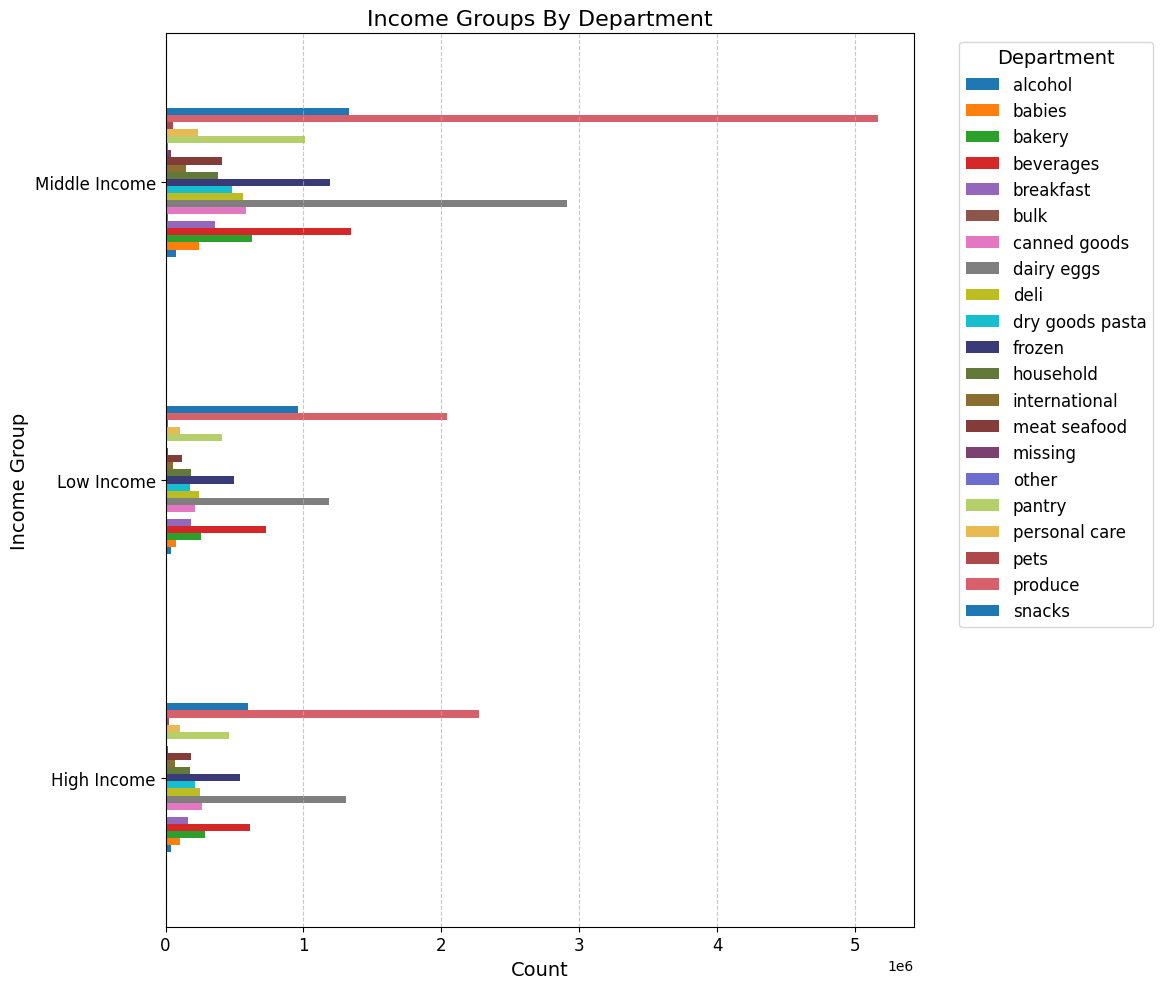 Income Groups By Department
Income Group
Middle Income
Low Income
High Income
0 1 2 3 4 5
1e6
Count
Department
alcohol
babies
bakery
beverages
breakfast
bulk
canned goods
dairy eggs
deli
dry goods pasta
frozen
household
international
meat seafood
missing
other
pantry
personal care
pets
produce
snacks